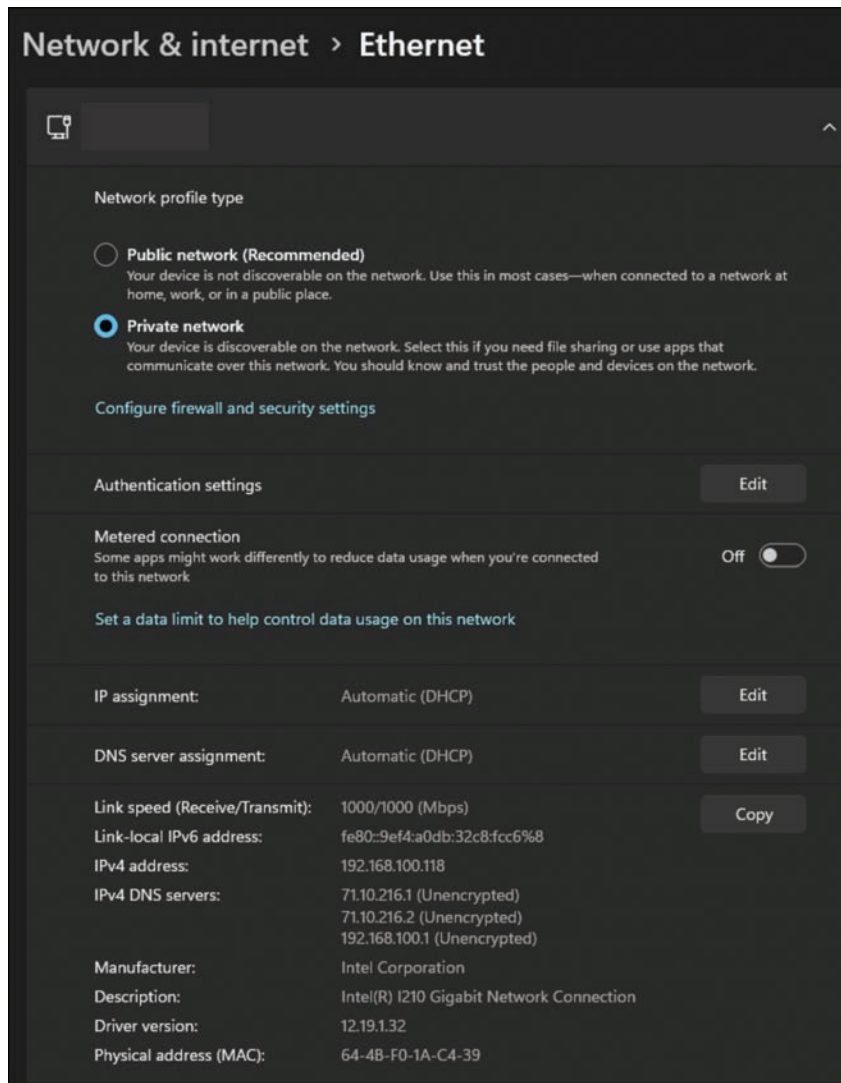 Network & internet > Ethernet
Network profile type
Public network (Recommended)
Your device is not discoverable on the network. Use this in most cases—when connected to a network at
home, work, or in a public place.
Private network
Your device is discoverable on the network. Select this if you need file sharing or use apps that
communicate over this network. You should know and trust the people and devices on the network.
Configure firewall and security settings
Authentication settings Edit
Metered connection
Some apps might work differently to reduce data usage when you're connected
to this network
Off
Set a data limit to help control data usage on this network
IP assignment: Automatic (DHCP) Edit
DNS server assignment: Automatic (DHCP) Edit
Link speed (Receive/Transmit): 1000/1000 (Mbps) Copy
Link-local IPv6 address: fe80::9ef4:a0db:32c8:fcc6%8
IPv4 address: 192.168.100.118
IPv4 DNS servers: 71.10.216.1 (Unencrypted)
71.10.216.2 (Unencrypted)
192.168.100.1 (Unencrypted)
Manufacturer: Intel Corporation
Description: Intel(R) I210 Gigabit Network Connection
Driver version: 12.19.1.32
Physical address (MAC): 64-4B-F0-1A-C4-39